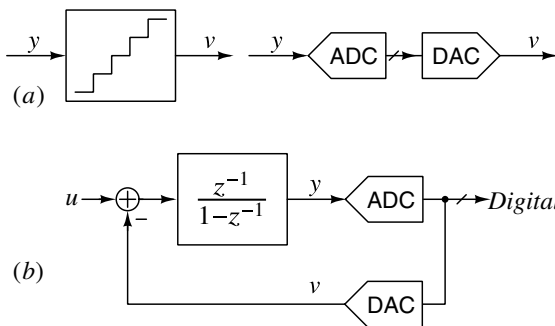 y v y ADC DAC v
(a)
u + z⁻¹ y ADC Digital
− 1−z⁻¹
(b) v DAC